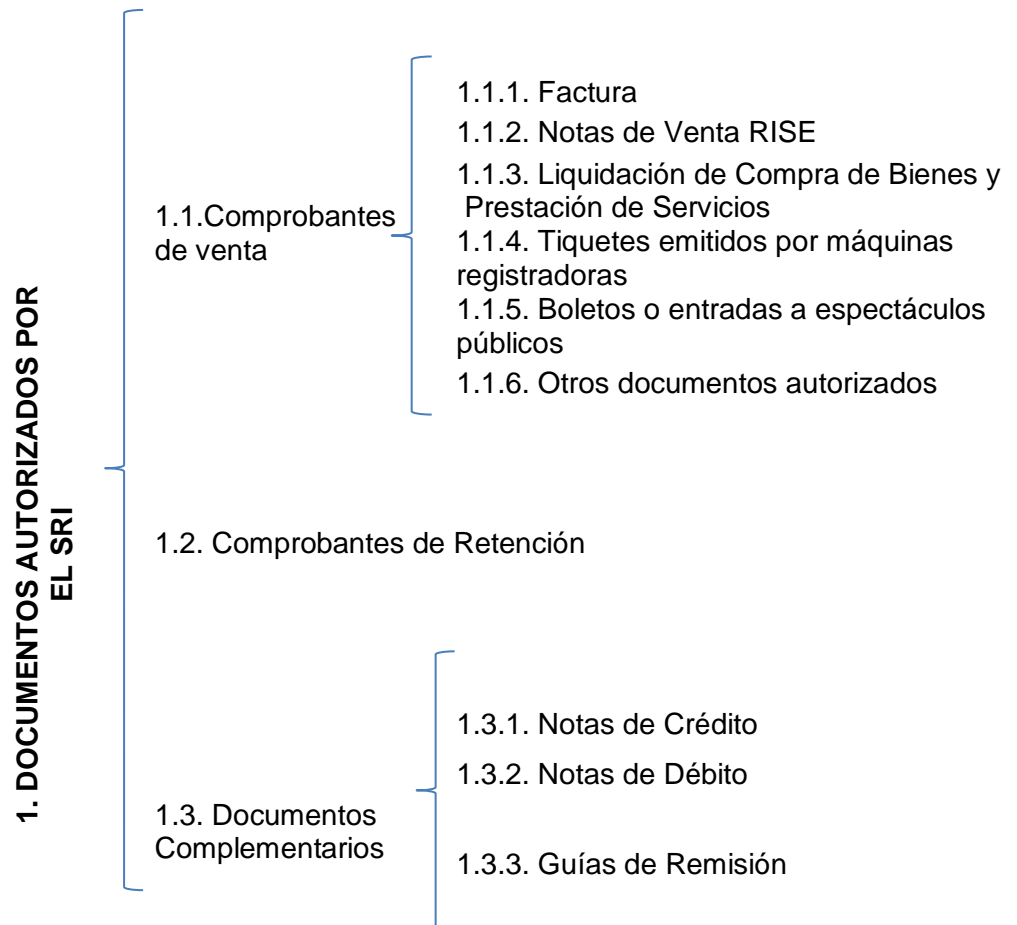 1. DOCUMENTOS AUTORIZADOS POR
EL SRI
1.1.Comprobantes
de venta
1.1.1. Factura
1.1.2. Notas de Venta RISE
1.1.3. Liquidación de Compra de Bienes y
Prestación de Servicios
1.1.4. Tiquetes emitidos por máquinas
registradoras
1.1.5. Boletos o entradas a espectáculos
públicos
1.1.6. Otros documentos autorizados
1.2. Comprobantes de Retención
1.3. Documentos
Complementarios
1.3.1. Notas de Crédito
1.3.2. Notas de Débito
1.3.3. Guías de Remisión